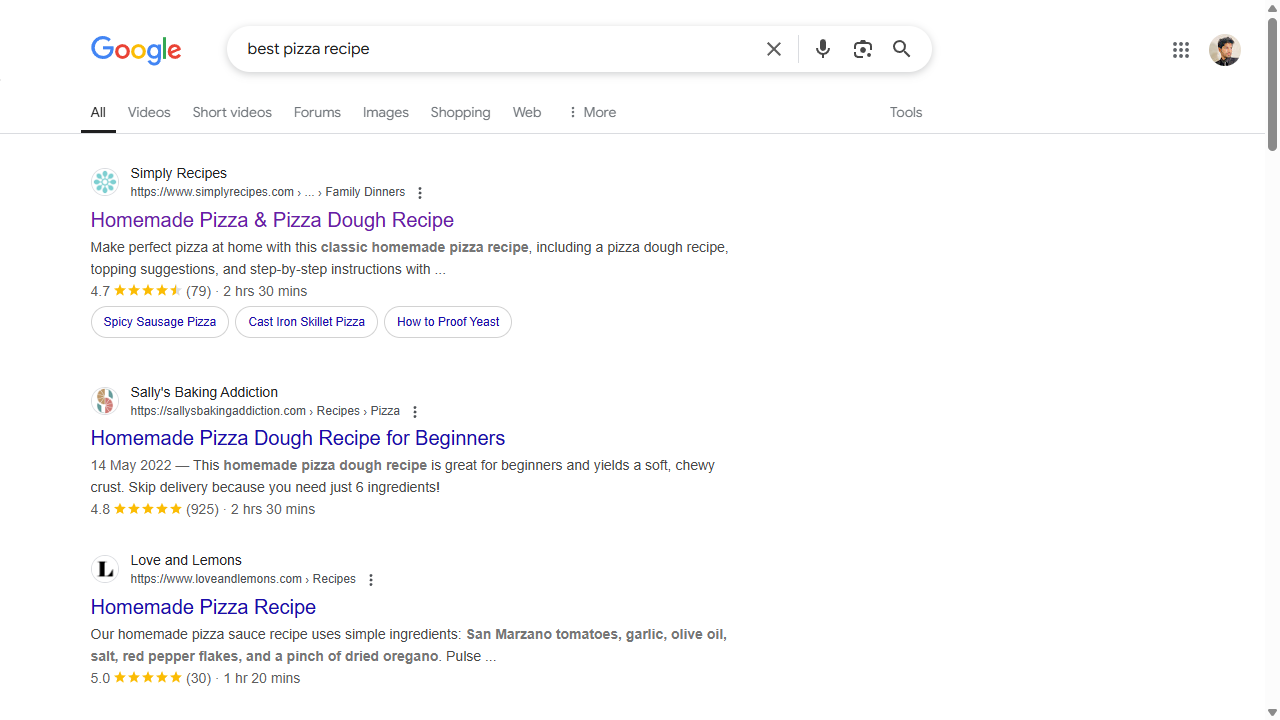 Google
best pizza recipe
All Videos Short videos Forums Images Shopping Web More Tools
Simply Recipes
https://www.simplyrecipes.com › ... › Family Dinners
Homemade Pizza & Pizza Dough Recipe
Make perfect pizza at home with this classic homemade pizza recipe, including a pizza dough recipe,
topping suggestions, and step-by-step instructions with ...
4.7 (79) · 2 hrs 30 mins
Spicy Sausage Pizza Cast Iron Skillet Pizza How to Proof Yeast
Sally's Baking Addiction
https://sallysbakingaddiction.com › Recipes › Pizza
Homemade Pizza Dough Recipe for Beginners
14 May 2022 — This homemade pizza dough recipe is great for beginners and yields a soft, chewy
crust. Skip delivery because you need just 6 ingredients!
4.8 (925) · 2 hrs 30 mins
L
Love and Lemons
https://www.loveandlemons.com › Recipes
Homemade Pizza Recipe
Our homemade pizza sauce recipe uses simple ingredients: San Marzano tomatoes, garlic, olive oil,
salt, red pepper flakes, and a pinch of dried oregano. Pulse ...
5.0 (30) · 1 hr 20 mins